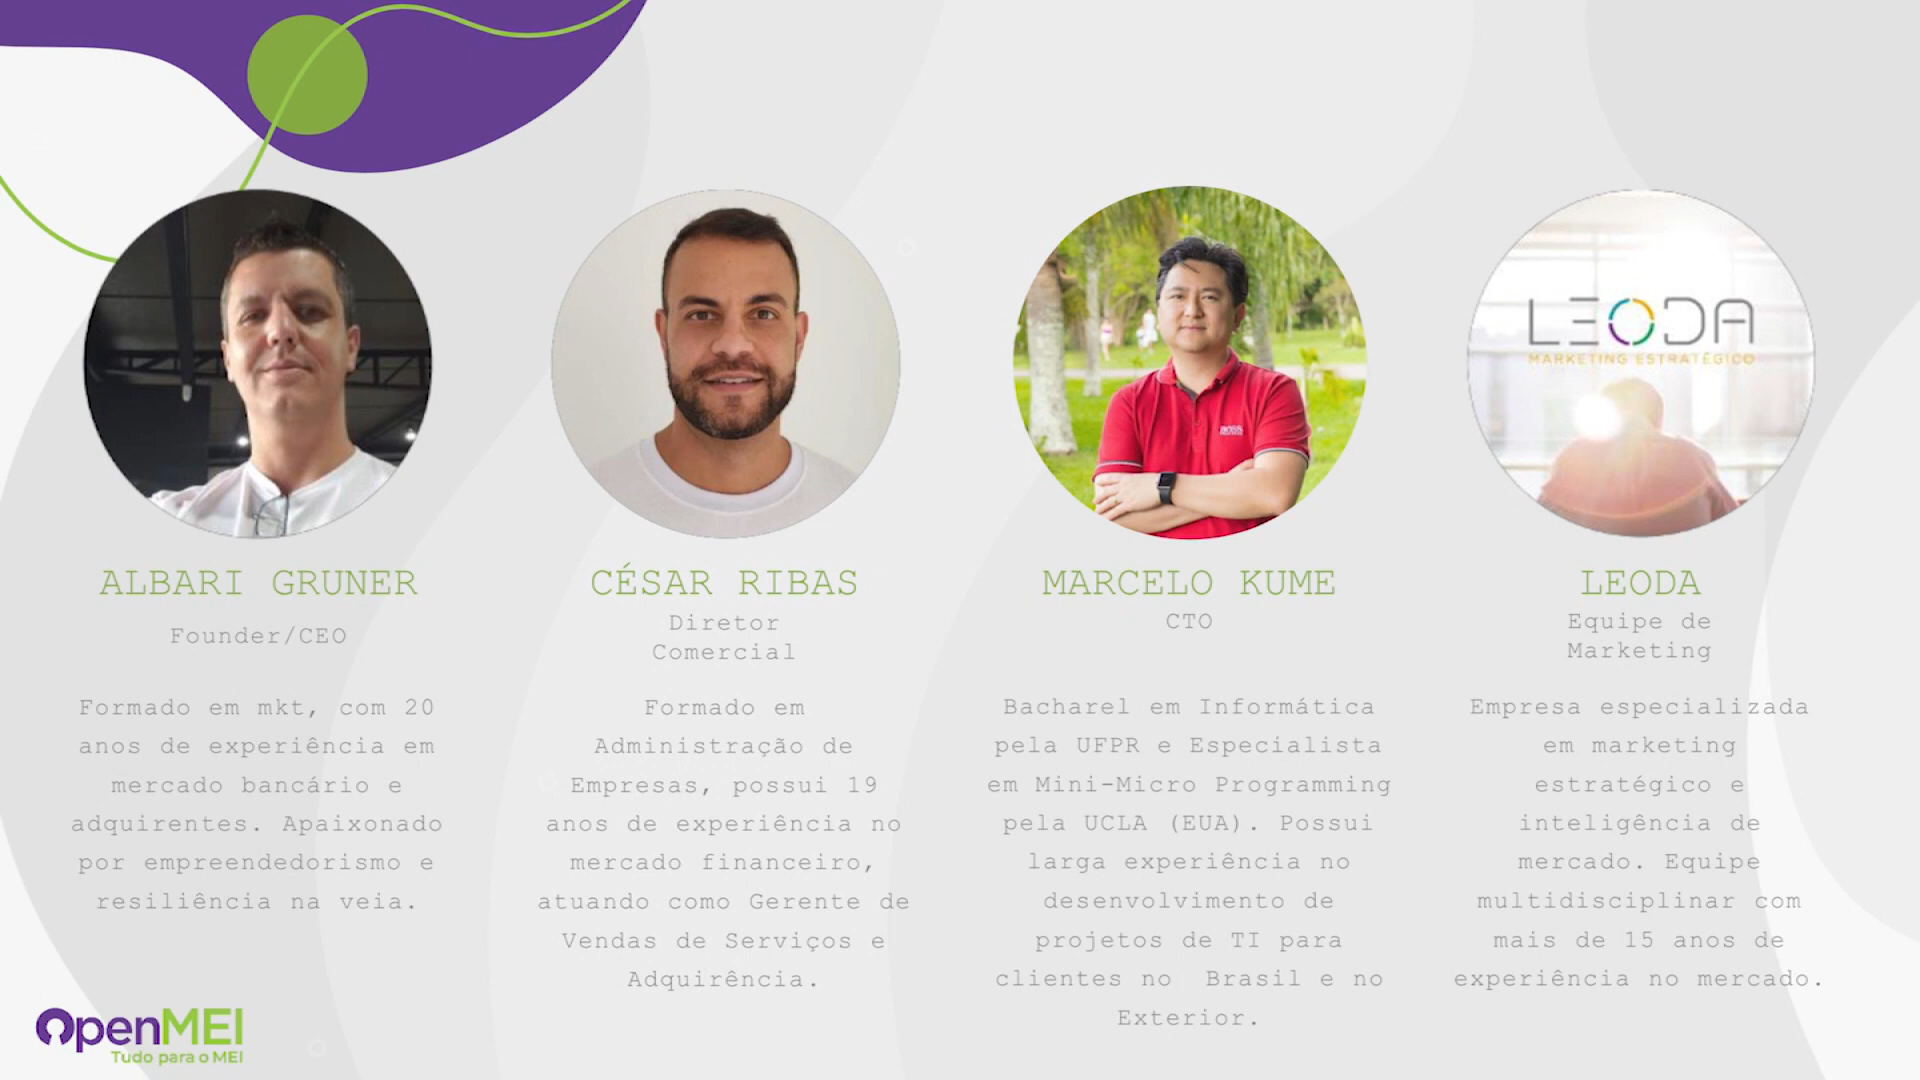 LEODA
MARKETING ESTRATÉGICO
BOSS
ALBARI GRUNER
Founder/CEO
Formado em mkt, com 20
anos de experiência em
mercado bancário e
adquirentes. Apaixonado
por empreendedorismo e
resiliência na veia.
CÉSAR RIBAS
Diretor
Comercial
Formado em
Administração de
Empresas, possui 19
anos de experiência no
mercado financeiro,
atuando como Gerente de
Vendas de Serviços e
Adquirência.
MARCELO KUME
CTO
Bacharel em Informática
pela UFPR e Especialista
em Mini-Micro Programming
pela UCLA (EUA). Possui
larga experiência no
desenvolvimento de
projetos de TI para
clientes no  Brasil e no
Exterior.
LEODA
Equipe de
Marketing
Empresa especializada
em marketing
estratégico e
inteligência de
mercado. Equipe
multidisciplinar com
mais de 15 anos de
experiência no mercado.
OpenMEI
Tudo para o MEI